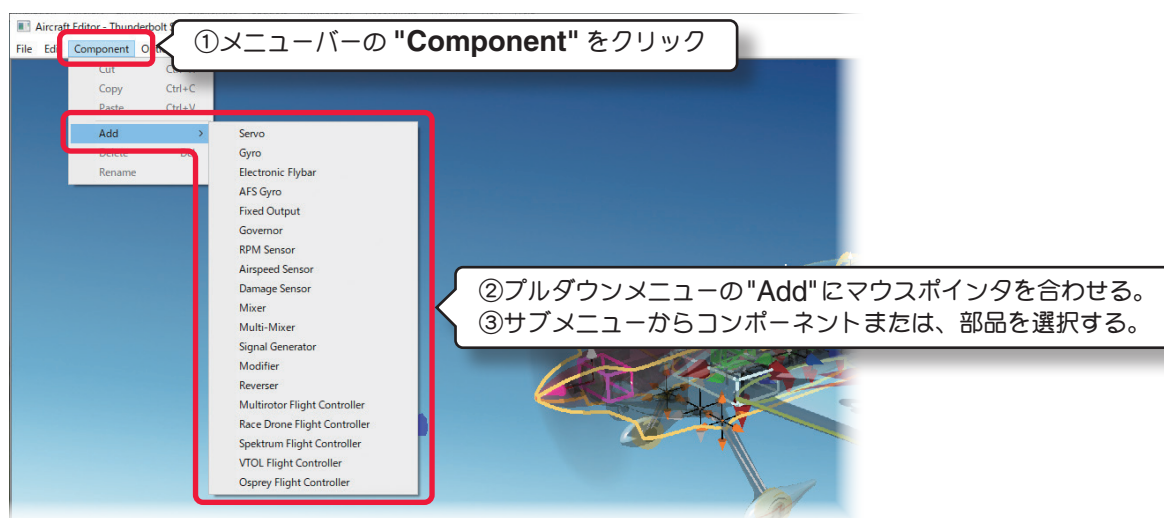 Aircraft Editor - Thunderbolt
①メニューバーの "Component" をクリック
File Component
Cut
Copy Ctrl+C
Paste Ctrl+V
Add >
Delete Del
Rename
Servo
Gyro
Electronic Flybar
AFS Gyro
Fixed Output
Governor
RPM Sensor
Airspeed Sensor
Damage Sensor
Mixer
Multi-Mixer
Signal Generator
Modifier
Reverser
Multirotor Flight Controller
Race Drone Flight Controller
Spektrum Flight Controller
VTOL Flight Controller
Osprey Flight Controller
②プルダウンメニューの"Add"にマウスポインタを合わせる。
③サブメニューからコンポーネントまたは、部品を選択する。